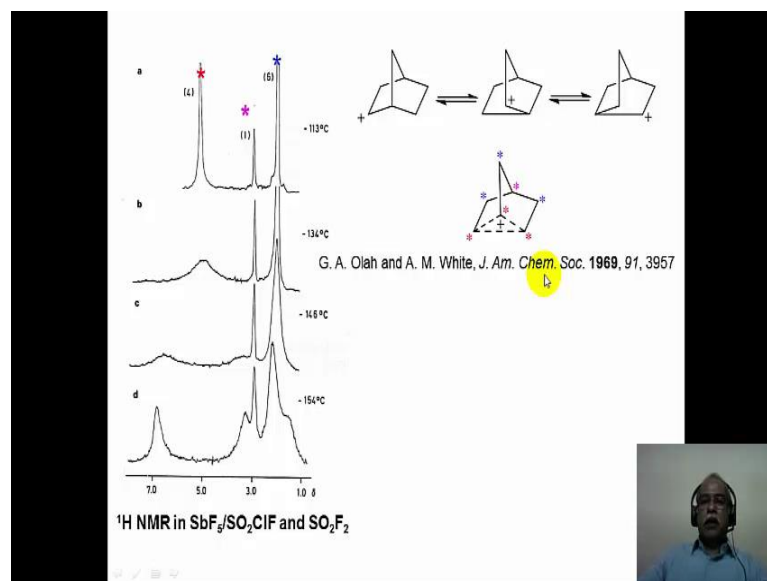 a
*
*
*
(4)
(6)
(1)
- 113°C
b
- 134°C
c
- 146°C
d
- 154°C
7.0 5.0 3.0 1.0 δ
¹H NMR in SbF₅/SO₂ClF and SO₂F₂
+
+
+
*
* * *
*
* + *
G. A. Olah and A. M. White, J. Am. Chem. Soc. 1969, 91, 3957